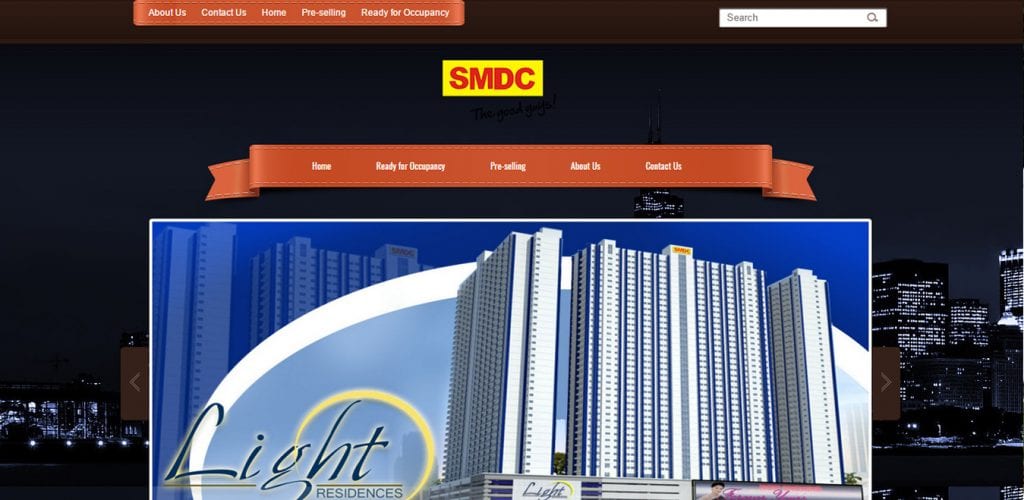 About Us Contact Us Home Pre-selling Ready for Occupancy
Search
SMDC
The good guys!
Home Ready for Occupancy Pre-selling About Us Contact Us
SMDC
SMDC
Light
RESIDENCES
Light